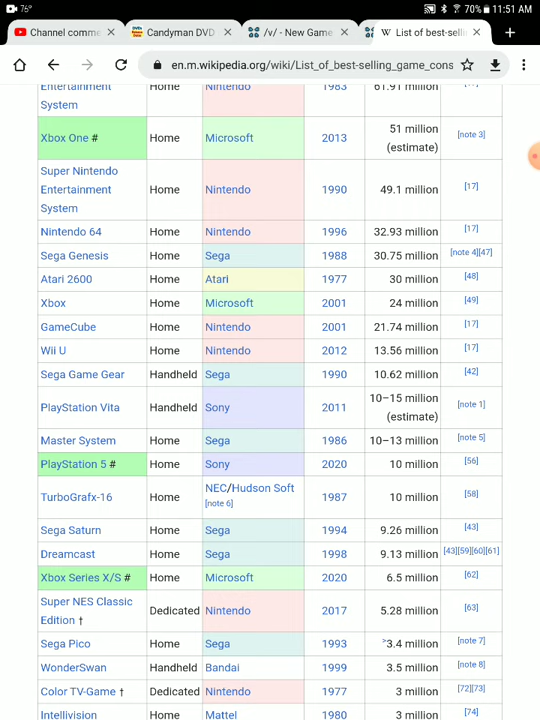 76° 70% 11:51 AM
Channel comme Candyman DVD /v/ - New Game W List of best-selli
en.m.wikipedia.org/wiki/List_of_best-selling_game_cons
Entertainment Home Nintendo 1983 61.91 million
System
Xbox One # Home Microsoft 2013 51 million (estimate) [note 3]
Super Nintendo
Entertainment Home Nintendo 1990 49.1 million [17]
System
Nintendo 64 Home Nintendo 1996 32.93 million [17]
Sega Genesis Home Sega 1988 30.75 million [note 4][47]
Atari 2600 Home Atari 1977 30 million [48]
Xbox Home Microsoft 2001 24 million [49]
GameCube Home Nintendo 2001 21.74 million [17]
Wii U Home Nintendo 2012 13.56 million [17]
Sega Game Gear Handheld Sega 1990 10.62 million [42]
PlayStation Vita Handheld Sony 2011 10–15 million (estimate) [note 1]
Master System Home Sega 1986 10–13 million [note 5]
PlayStation 5 # Home Sony 2020 10 million [56]
TurboGrafx-16 Home NEC/Hudson Soft [note 6] 1987 10 million [58]
Sega Saturn Home Sega 1994 9.26 million [43]
Dreamcast Home Sega 1998 9.13 million [43][59][60][61]
Xbox Series X/S # Home Microsoft 2020 6.5 million [62]
Super NES Classic
Edition † Dedicated Nintendo 2017 5.28 million [63]
Sega Pico Home Sega 1993 >3.4 million [note 7]
WonderSwan Handheld Bandai 1999 3.5 million [note 8]
Color TV-Game † Dedicated Nintendo 1977 3 million [72][73]
Intellivision Home Mattel 1980 3 million [74]